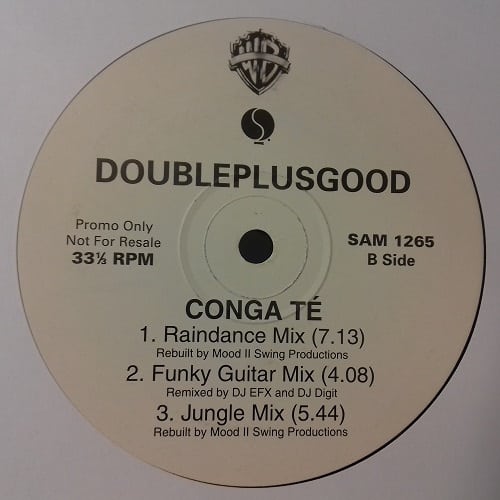 WB
S
DOUBLEPLUSGOOD
Promo Only
Not For Resale
33⅓ RPM
SAM 1265
B Side
CONGA TÉ
1. Raindance Mix (7.13)
Rebuilt by Mood II Swing Productions
2. Funky Guitar Mix (4.08)
Remixed by DJ EFX and DJ Digit
3. Jungle Mix (5.44)
Rebuilt by Mood II Swing Productions